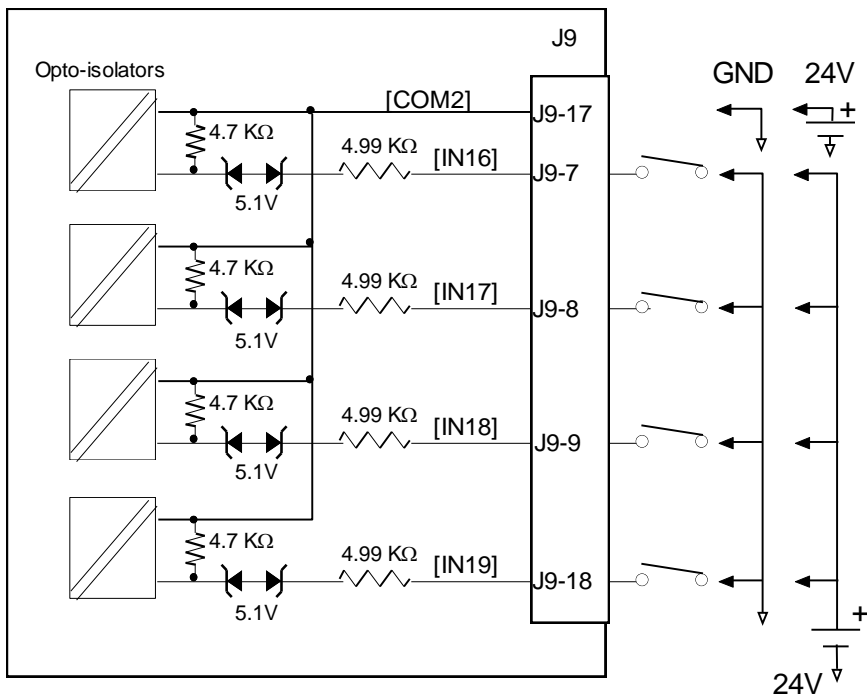 J9
Opto-isolators
GND 24V
[COM2]
J9-17
+
4.7 KΩ
4.99 KΩ
[IN16]
J9-7
5.1V
4.7 KΩ
4.99 KΩ
[IN17]
J9-8
5.1V
4.7 KΩ
4.99 KΩ
[IN18]
J9-9
5.1V
4.7 KΩ
4.99 KΩ
[IN19]
J9-18
5.1V
+
24V